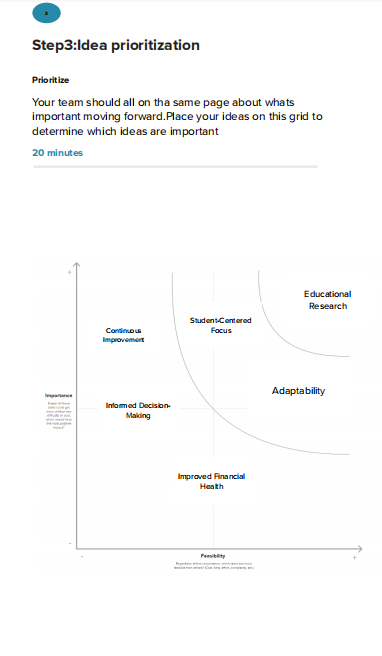 Step3:Idea prioritization
Prioritize
Your team should all on tha same page about whats
important moving forward.Place your ideas on this grid to
determine which ideas are important
20 minutes
+
Educational
Research
Student-Centered
Focus
Continuous
Improvement
Adaptability
Importance
Informed Decision-
Making
Improved Financial
Health
-
-
Feasibility
+